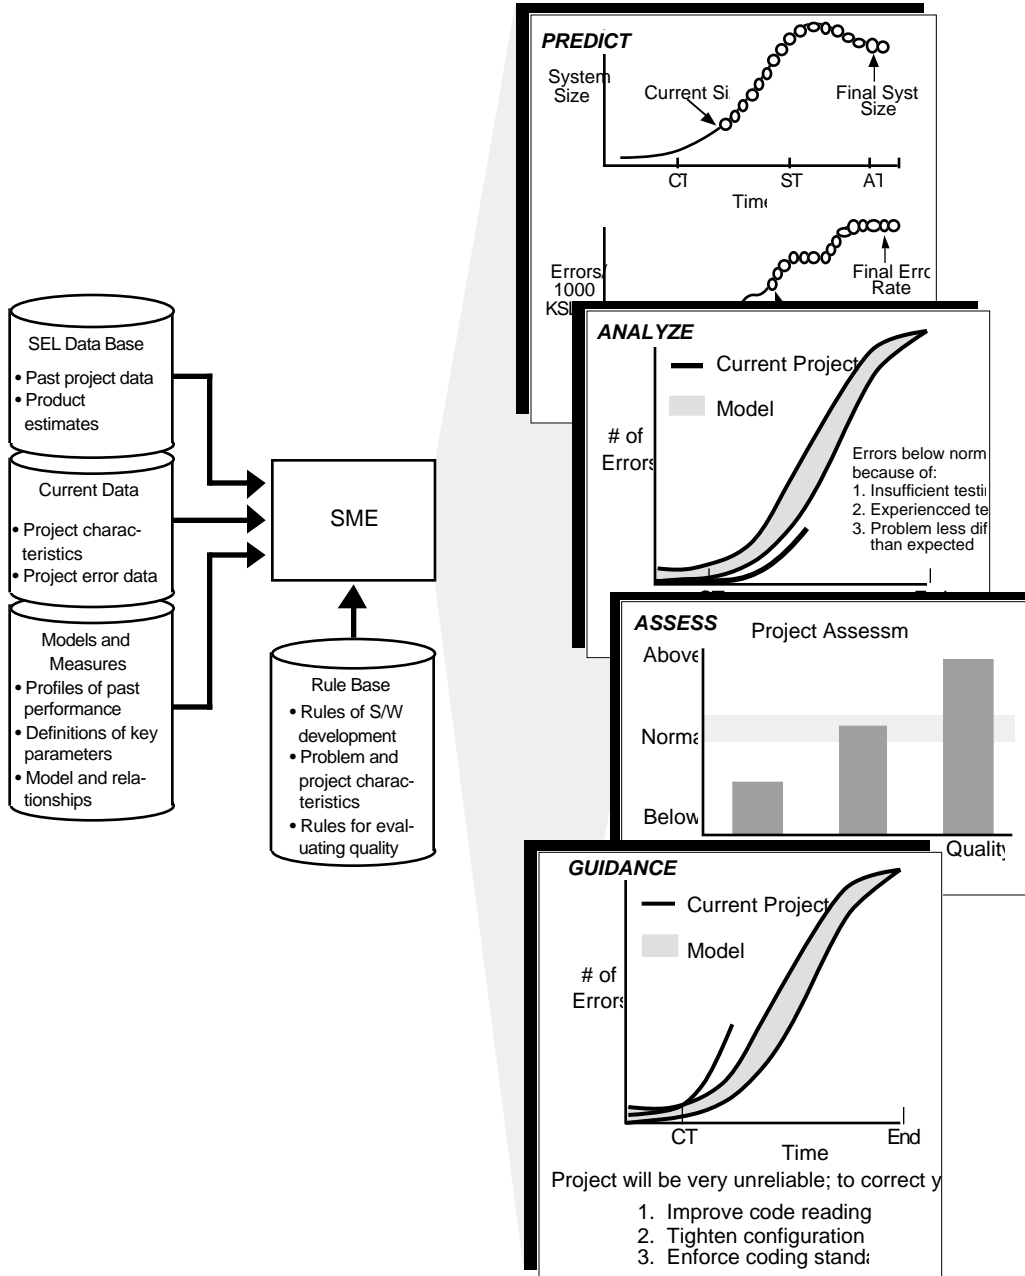 PREDICT
System
Size
Current Si
Final Syst
Size
CT
ST
AT
Time
Errors/
1000
Final Erro
Rate
ANALYZE
Current Project
Model
# of
Errors
Errors below norm
because of:
1. Insufficient testi
2. Experiencced te
3. Problem less dif
than expected
SEL Data Base
• Past project data
• Product
estimates
Current Data
• Project charac-
teristics
• Project error data
Models and
Measures
• Profiles of past
performance
• Definitions of key
parameters
• Model and rela-
tionships
SME
Rule Base
• Rules of S/W
development
• Problem and
project charac-
teristics
• Rules for eval-
uating quality
ASSESS
Project Assessm
Above
Norma
Below
Quality
GUIDANCE
Current Project
Model
# of
Errors
CT
End
Time
Project will be very unreliable; to correct y
1. Improve code reading
2. Tighten configuration
3. Enforce coding standa